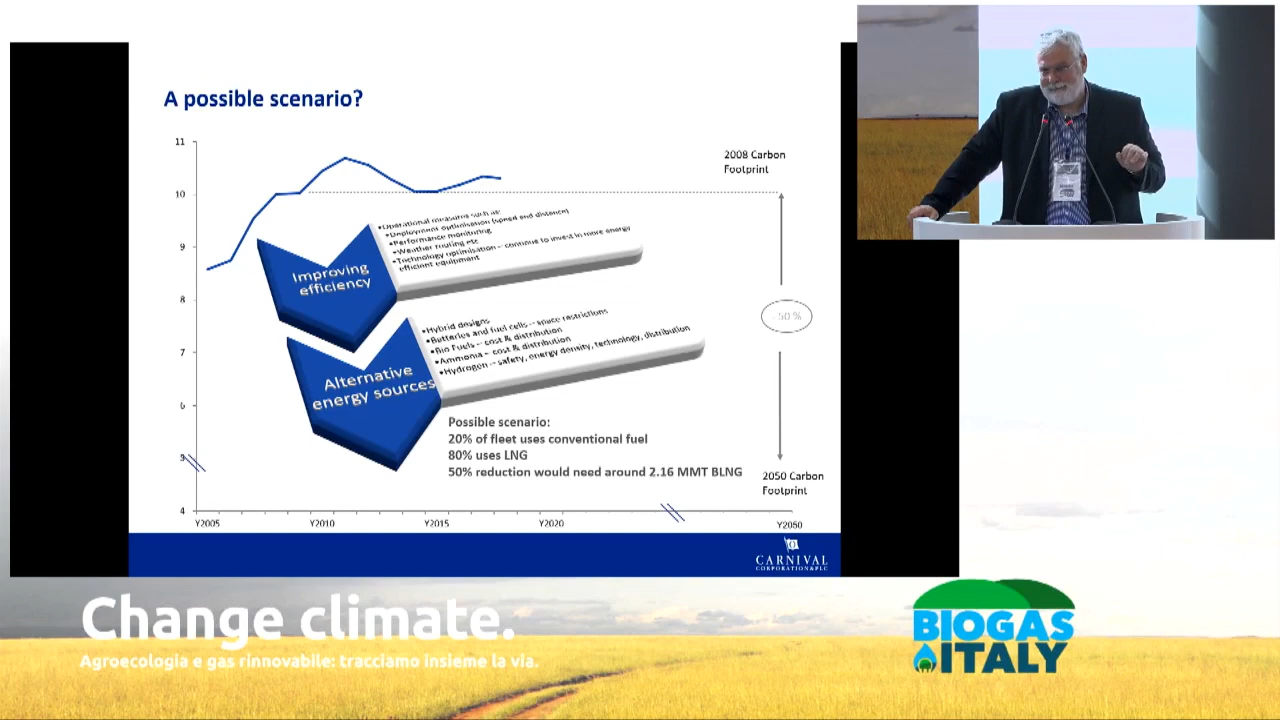 A possible scenario?
11
10
9
8
7
6
5
4
2008 Carbon
Footprint
•Operational measures such as:
•Deployment optimisation (speed and distance)
•Performance monitoring
•Weather routing etc
•Technology optimisation – continue to invest in more energy
efficient equipment
Improving
efficiency
- 50 %
•Hybrid designs
•Batteries and fuel cells – space restrictions
•Bio Fuels – cost & distribution
•Ammonia – cost & distribution
•Hydrogen – safety, energy density, technology, distribution
Alternative
energy sources
Possible scenario:
20% of fleet uses conventional fuel
80% uses LNG
50% reduction would need around 2.16 MMT BLNG
2050 Carbon
Footprint
Y2005
Y2010
Y2015
Y2020
Y2050
CARNIVAL
CORPORATION&PLC
Change climate.
Agroecologia e gas rinnovabile: tracciamo insieme la via.
BIOGAS
ITALY